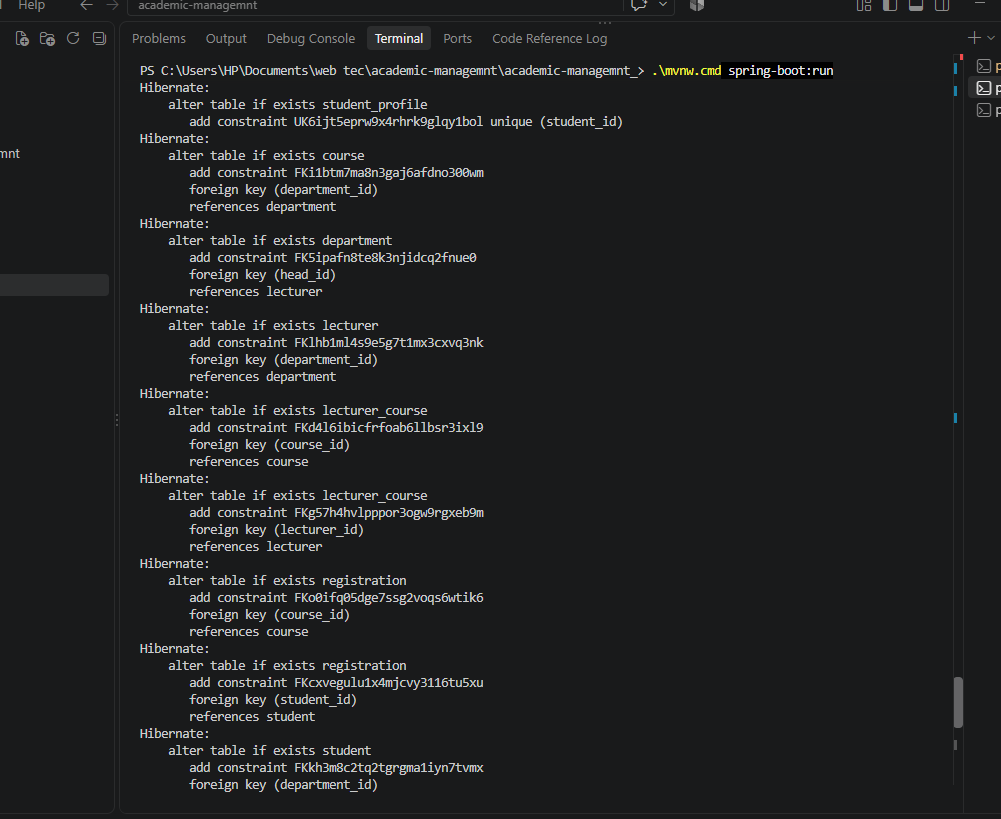 Help
academic-managemnt
Problems Output Debug Console Terminal Ports Code Reference Log
mnt
PS C:\Users\HP\Documents\web tec\academic-managemnt\academic-managemnt_> .\mvnw.cmd spring-boot:run
Hibernate:
    alter table if exists student_profile
       add constraint UK6ijt5eprw9x4rhrk9glqy1bol unique (student_id)
Hibernate:
    alter table if exists course
       add constraint FKi1btm7ma8n3gaj6afdno300wm
       foreign key (department_id)
       references department
Hibernate:
    alter table if exists department
       add constraint FK5ipafn8te8k3njidcq2fnue0
       foreign key (head_id)
       references lecturer
Hibernate:
    alter table if exists lecturer
       add constraint FKlhb1ml4s9e5g7t1mx3cxvq3nk
       foreign key (department_id)
       references department
Hibernate:
    alter table if exists lecturer_course
       add constraint FKd4l6ibicfrfoab6llbsr3ixl9
       foreign key (course_id)
       references course
Hibernate:
    alter table if exists lecturer_course
       add constraint FKg57h4hvlpppor3ogw9rgxeb9m
       foreign key (lecturer_id)
       references lecturer
Hibernate:
    alter table if exists registration
       add constraint FKo0ifq05dge7ssg2voqs6wtik6
       foreign key (course_id)
       references course
Hibernate:
    alter table if exists registration
       add constraint FKcxvegulu1x4mjcvy3116tu5xu
       foreign key (student_id)
       references student
Hibernate:
    alter table if exists student
       add constraint FKkh3m8c2tq2tgrgma1iyn7tvmx
       foreign key (department_id)